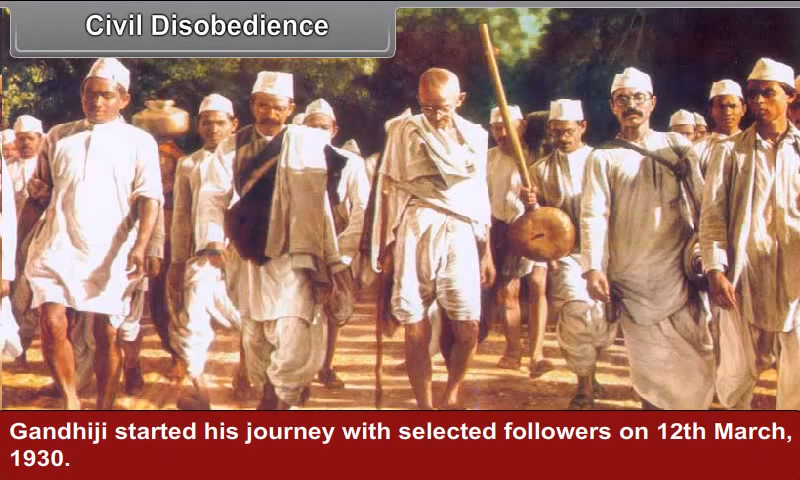 Civil Disobedience
Gandhiji started his journey with selected followers on 12th March,
1930.